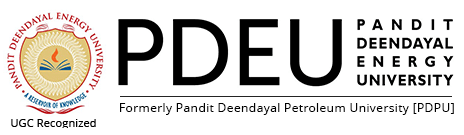 PANDIT DEENDAYAL ENERGY UNIVERSITY
A RESERVOIR OF KNOWLEDGE
UGC Recognized
PDEU
PANDIT
DEENDAYAL
ENERGY
UNIVERSITY
Formerly Pandit Deendayal Petroleum University [PDPU]